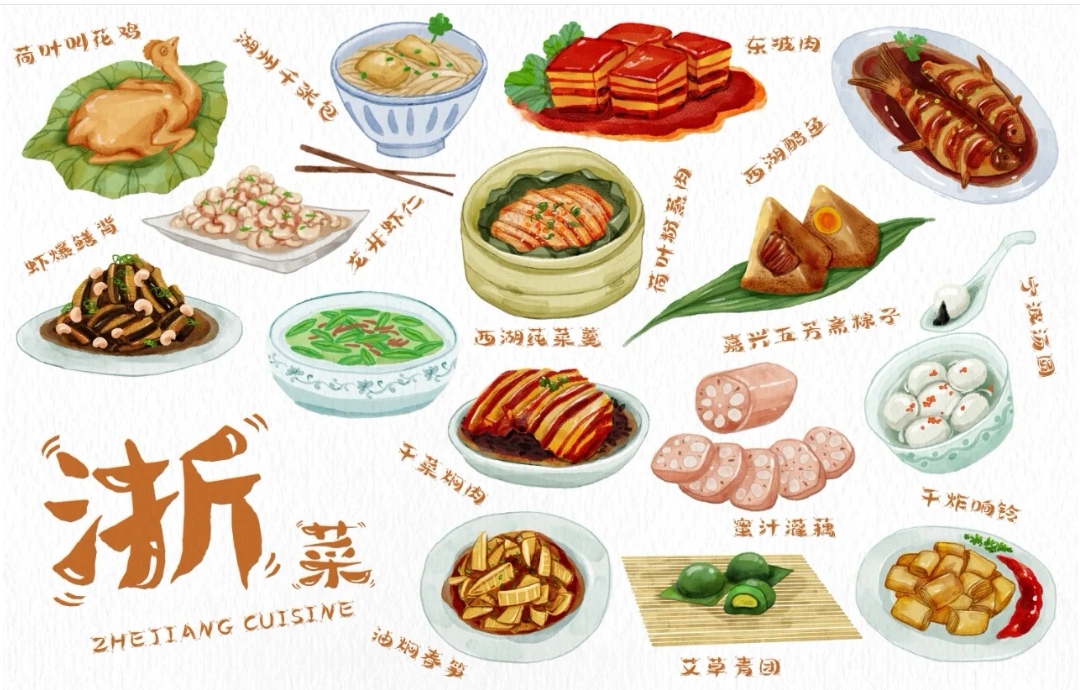 荷叶叫花鸡
湖州千张包
东波肉
西湖醋鱼
虾爆鳝背
龙井虾仁
荷叶粉蒸肉
西湖莼菜羹
嘉兴五芳斋粽子
宁波汤圆
干菜焖肉
蜜汁灌藕
干炸响铃
浙菜
ZHEJIANG CUISINE
油焖春笋
艾草青团